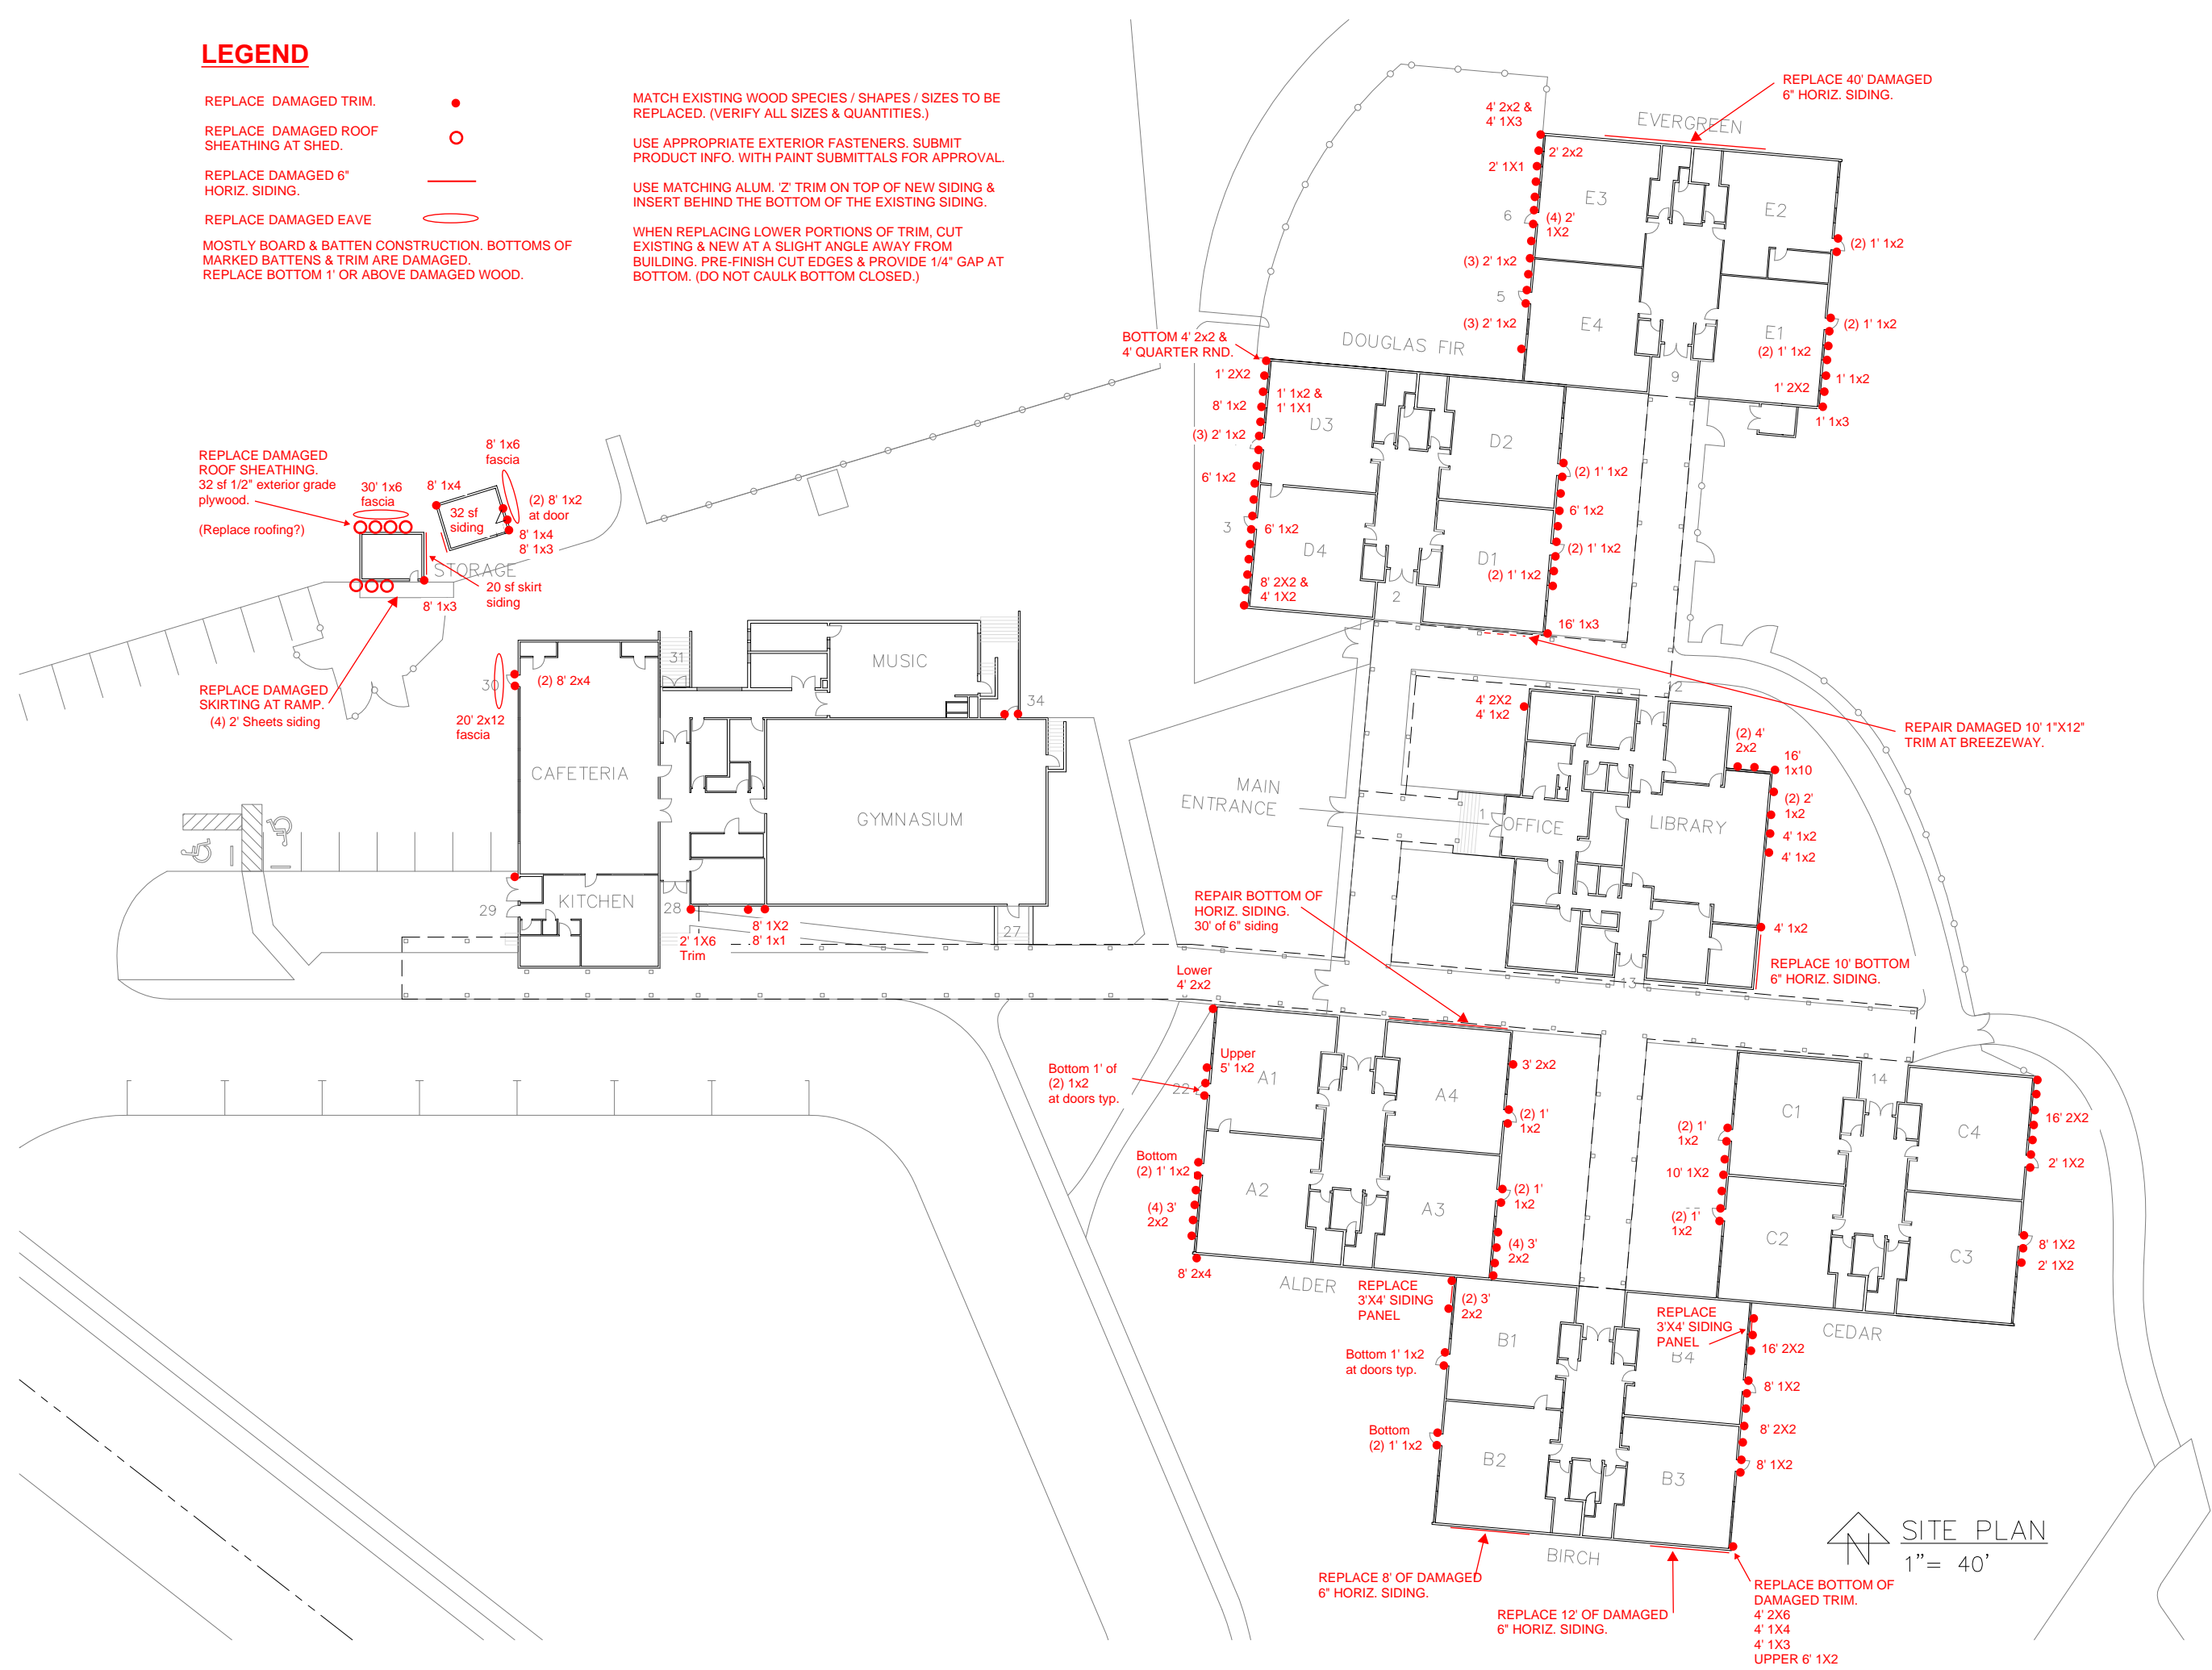 LEGEND
REPLACE DAMAGED TRIM.
REPLACE DAMAGED ROOF
SHEATHING AT SHED.
REPLACE DAMAGED 6"
HORIZ. SIDING.
REPLACE DAMAGED EAVE
MOSTLY BOARD & BATTEN CONSTRUCTION. BOTTOMS OF
MARKED BATTENS & TRIM ARE DAMAGED.
REPLACE BOTTOM 1' OR ABOVE DAMAGED WOOD.
MATCH EXISTING WOOD SPECIES / SHAPES / SIZES TO BE
REPLACED. (VERIFY ALL SIZES & QUANTITIES.)
USE APPROPRIATE EXTERIOR FASTENERS. SUBMIT
PRODUCT INFO. WITH PAINT SUBMITTALS FOR APPROVAL.
USE MATCHING ALUM. 'Z' TRIM ON TOP OF NEW SIDING &
INSERT BEHIND THE BOTTOM OF THE EXISTING SIDING.
WHEN REPLACING LOWER PORTIONS OF TRIM, CUT
EXISTING & NEW AT A SLIGHT ANGLE AWAY FROM
BUILDING. PRE-FINISH CUT EDGES & PROVIDE 1/4" GAP AT
BOTTOM. (DO NOT CAULK BOTTOM CLOSED.)
REPLACE 40' DAMAGED
6" HORIZ. SIDING.
EVERGREEN
4' 2x2 &
4' 1X3
2' 2x2
2' 1X1
E3
E2
6
(4) 2'
1X2
(2) 1' 1x2
(3) 2' 1x2
5
(3) 2' 1x2
E4
E1
(2) 1' 1x2
(2) 1' 1x2
9
1' 1x2
1' 2X2
1' 1x3
DOUGLAS FIR
BOTTOM 4' 2x2 &
4' QUARTER RND.
1' 2X2
1' 1x2 &
1' 1X1
8' 1x2
D3
(3) 2' 1x2
D2
6' 1x2
(2) 1' 1x2
6' 1x2
3
6' 1x2
D4
D1
(2) 1' 1x2
(2) 1' 1x2
8' 2X2 &
4' 1X2
2
16' 1x3
REPLACE DAMAGED
ROOF SHEATHING.
32 sf 1/2" exterior grade
plywood.
(Replace roofing?)
30' 1x6
fascia
8' 1x4
8' 1x6
fascia
32 sf
siding
(2) 8' 1x2
at door
8' 1x4
8' 1x3
STORAGE
20 sf skirt
siding
8' 1x3
REPLACE DAMAGED
SKIRTING AT RAMP.
(4) 2' Sheets siding
30
(2) 8' 2x4
20' 2x12
fascia
31
MUSIC
34
CAFETERIA
GYMNASIUM
KITCHEN
29
28
27
2' 1X6
Trim
8' 1X2
8' 1x1
MAIN
ENTRANCE
1
OFFICE
LIBRARY
12
4' 2X2
4' 1x2
(2) 4'
2x2
16'
1x10
(2) 2'
1x2
4' 1x2
4' 1x2
4' 1x2
REPAIR DAMAGED 10' 1"X12"
TRIM AT BREEZEWAY.
REPLACE 10' BOTTOM
6" HORIZ. SIDING.
13
REPAIR BOTTOM OF
HORIZ. SIDING.
30' of 6" siding
Lower
4' 2x2
Upper
5' 1x2
Bottom 1' of
(2) 1x2
at doors typ.
22
A1
A4
3' 2x2
(2) 1'
1x2
Bottom
(2) 1' 1x2
A2
A3
(2) 1'
1x2
(4) 3'
2x2
(4) 3'
2x2
8' 2x4
ALDER
14
C1
C4
16' 2X2
(2) 1'
1x2
2' 1X2
10' 1X2
(2) 1'
1x2
C2
C3
8' 1X2
2' 1X2
CEDAR
REPLACE
3'X4' SIDING
PANEL
(2) 3'
2x2
B1
Bottom 1' 1x2
at doors typ.
REPLACE
3'X4' SIDING
PANEL
B4
16' 2X2
8' 1X2
8' 2X2
Bottom
(2) 1' 1x2
B2
B3
8' 1X2
BIRCH
REPLACE 8' OF DAMAGED
6" HORIZ. SIDING.
REPLACE 12' OF DAMAGED
6" HORIZ. SIDING.
REPLACE BOTTOM OF
DAMAGED TRIM.
4' 2X6
4' 1X4
4' 1X3
UPPER 6' 1X2
N
SITE PLAN
1"= 40'